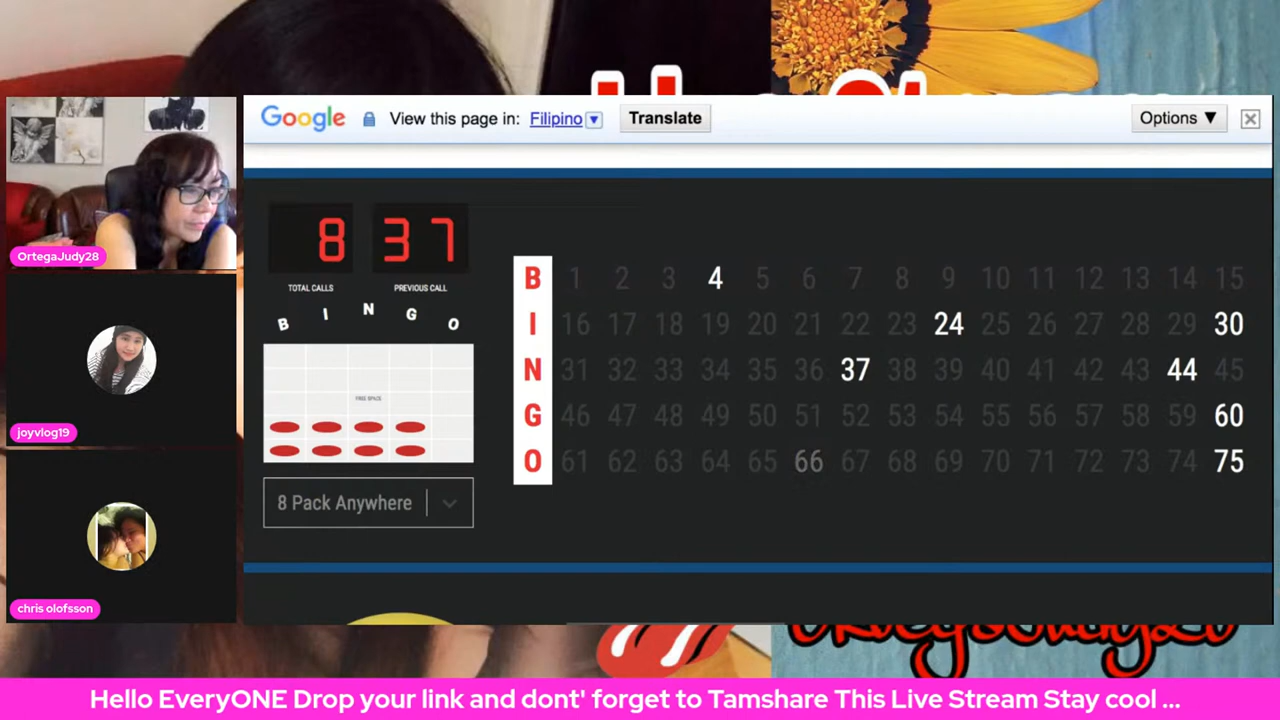 Google View this page in: Filipino ▼ Translate Options ▼
8 37
TOTAL CALLS PREVIOUS CALL
B I N G O
FREE SPACE
8 Pack Anywhere
B 1 2 3 4 5 6 7 8 9 10 11 12 13 14 15
I 16 17 18 19 20 21 22 23 24 25 26 27 28 29 30
N 31 32 33 34 35 36 37 38 39 40 41 42 43 44 45
G 46 47 48 49 50 51 52 53 54 55 56 57 58 59 60
O 61 62 63 64 65 66 67 68 69 70 71 72 73 74 75
OrtegaJudy28
joyvlog19
chris olofsson
Hello EveryONE Drop your link and dont' forget to Tamshare This Live Stream Stay cool ...